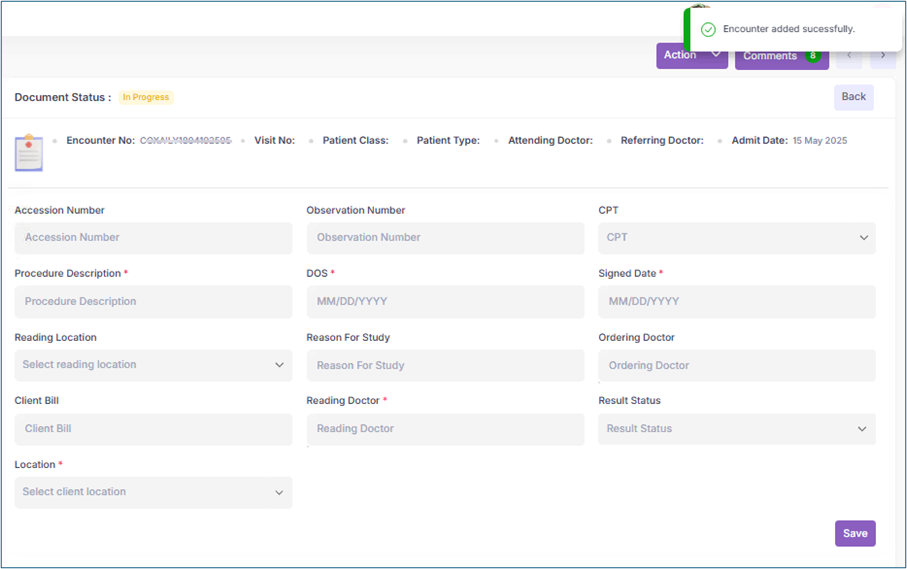 Encounter added sucessfully.
Action Comments 8
Document Status : In Progress Back
Encounter No: Visit No: Patient Class: Patient Type: Attending Doctor: Referring Doctor: Admit Date: 15 May 2025
Accession Number Observation Number CPT
Accession Number Observation Number CPT
Procedure Description * DOS * Signed Date *
Procedure Description MM/DD/YYYY MM/DD/YYYY
Reading Location Reason For Study Ordering Doctor
Select reading location Reason For Study Ordering Doctor
Client Bill Reading Doctor * Result Status
Client Bill Reading Doctor Result Status
Location *
Select client location
Save